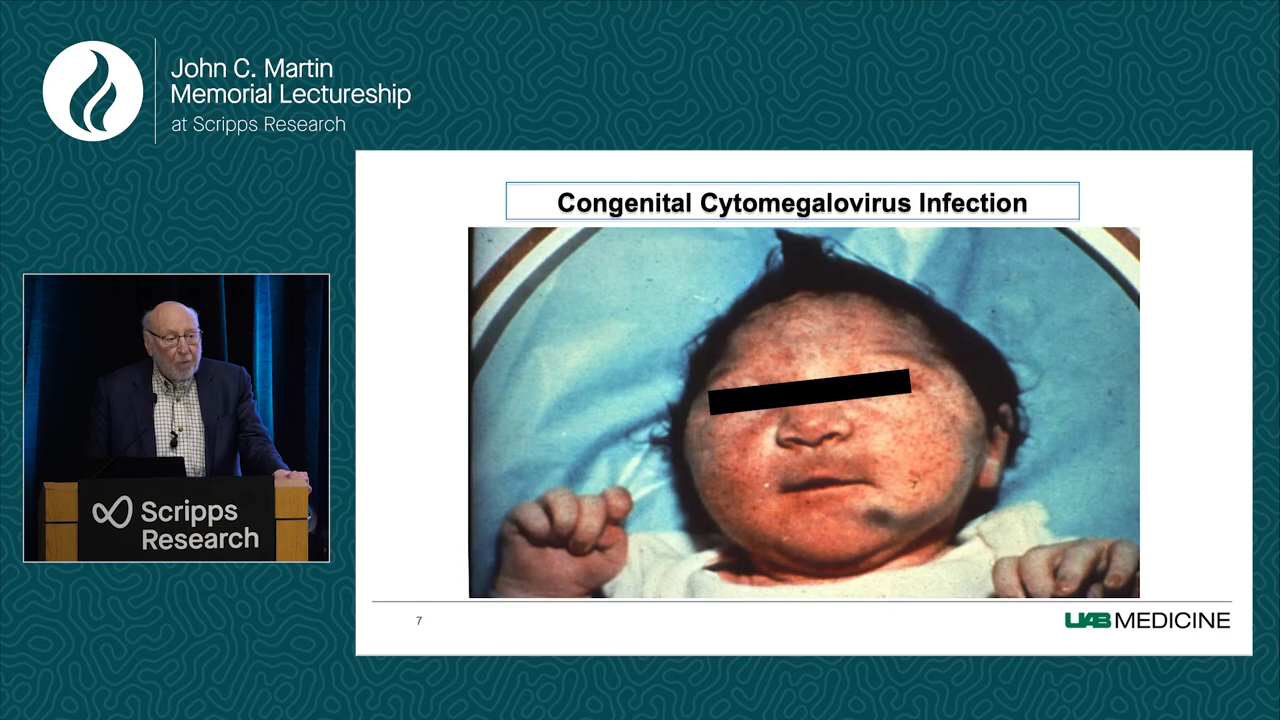 John C. Martin
Memorial Lectureship
at Scripps Research
Congenital Cytomegalovirus Infection
Scripps
Research
7
UAB MEDICINE